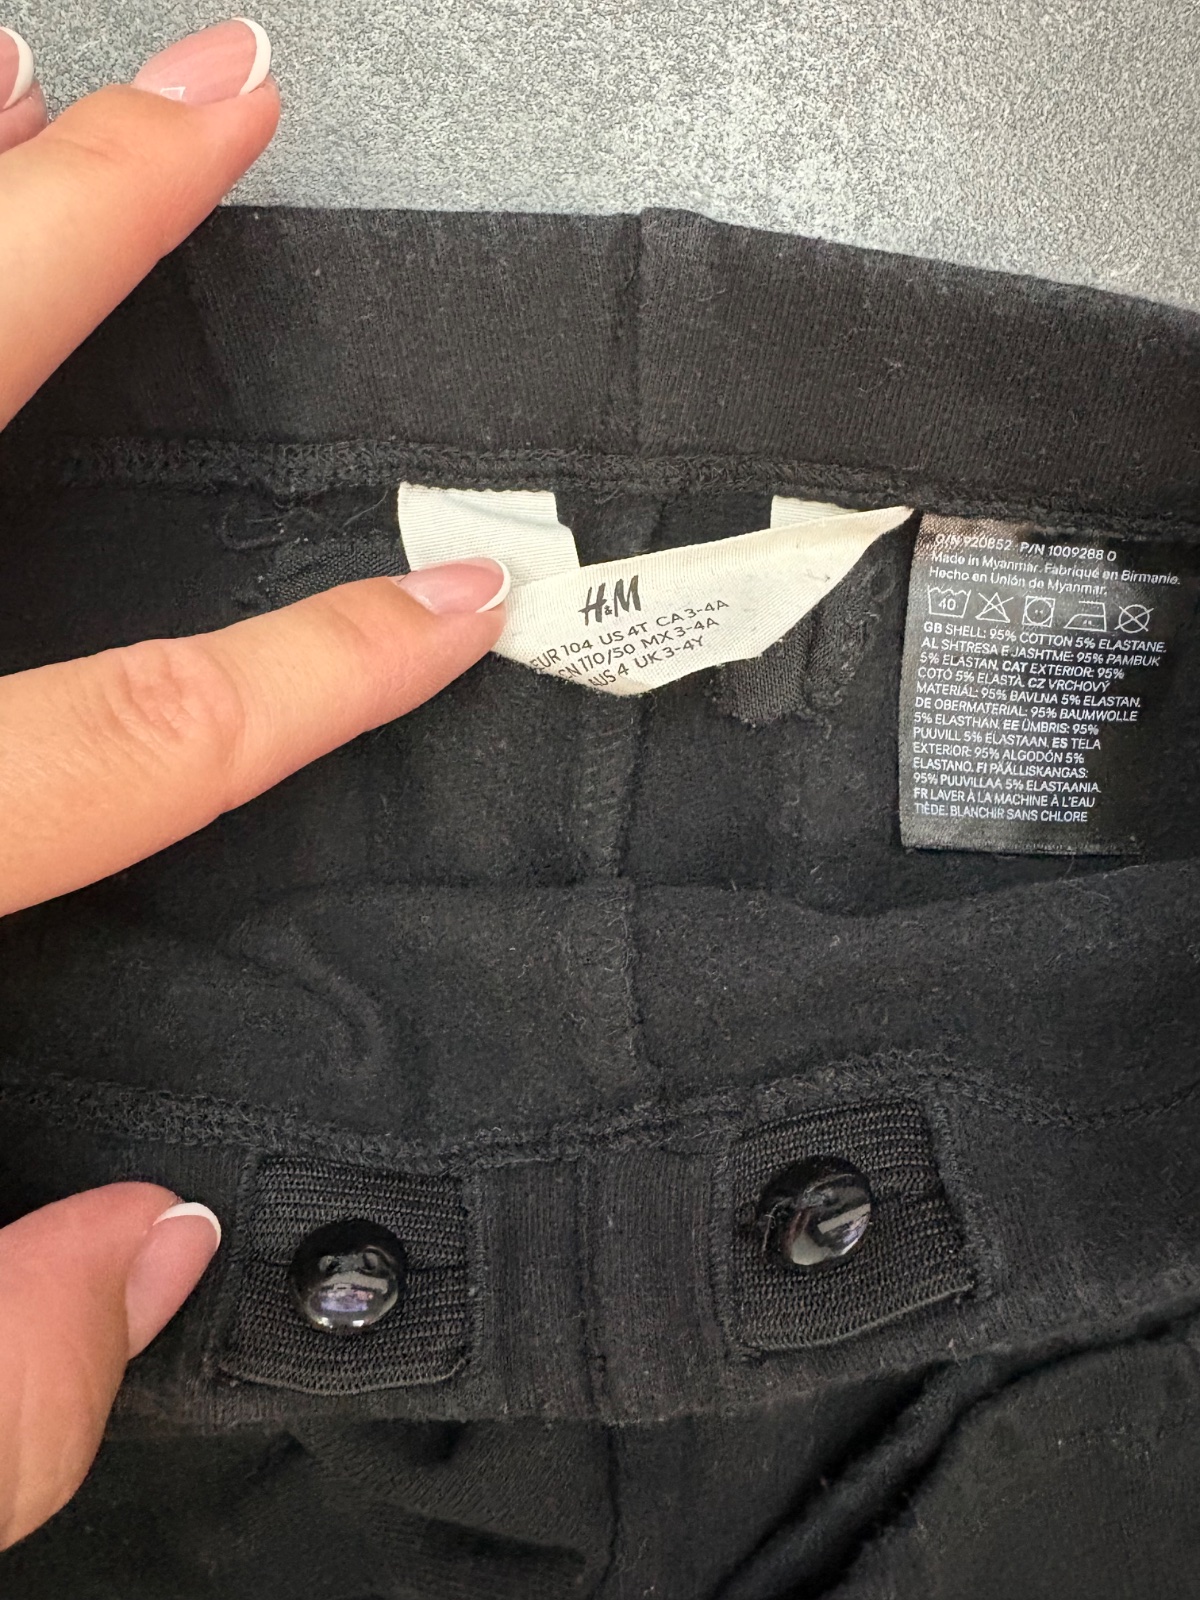 H&M
EUR 104 US 4T CA 3-4A
CN 110/50 MX 3-4A
AUS 4 UK 3-4Y
O/N 920852 P/N 1009288 0
Made in Myanmar. Fabriqué en Birmanie.
Hecho en Unión de Myanmar.
40
GB SHELL: 95% COTTON 5% ELASTANE.
AL SHTRESA E JASHTME: 95% PAMBUK
5% ELASTAN. CAT EXTERIOR: 95%
COTÓ 5% ELASTÀ. CZ VRCHOVÝ
MATERIÁL: 95% BAVLNA 5% ELASTAN.
DE OBERMATERIAL: 95% BAUMWOLLE
5% ELASTHAN. EE ÜMBRIS: 95%
PUUVILL 5% ELASTAAN. ES TELA
EXTERIOR: 95% ALGODÓN 5%
ELASTANO. FI PÄÄLLISKANGAS:
95% PUUVILLAA 5% ELASTAANIA.
FR LAVER À LA MACHINE À L'EAU
TIÈDE. BLANCHIR SANS CHLORE